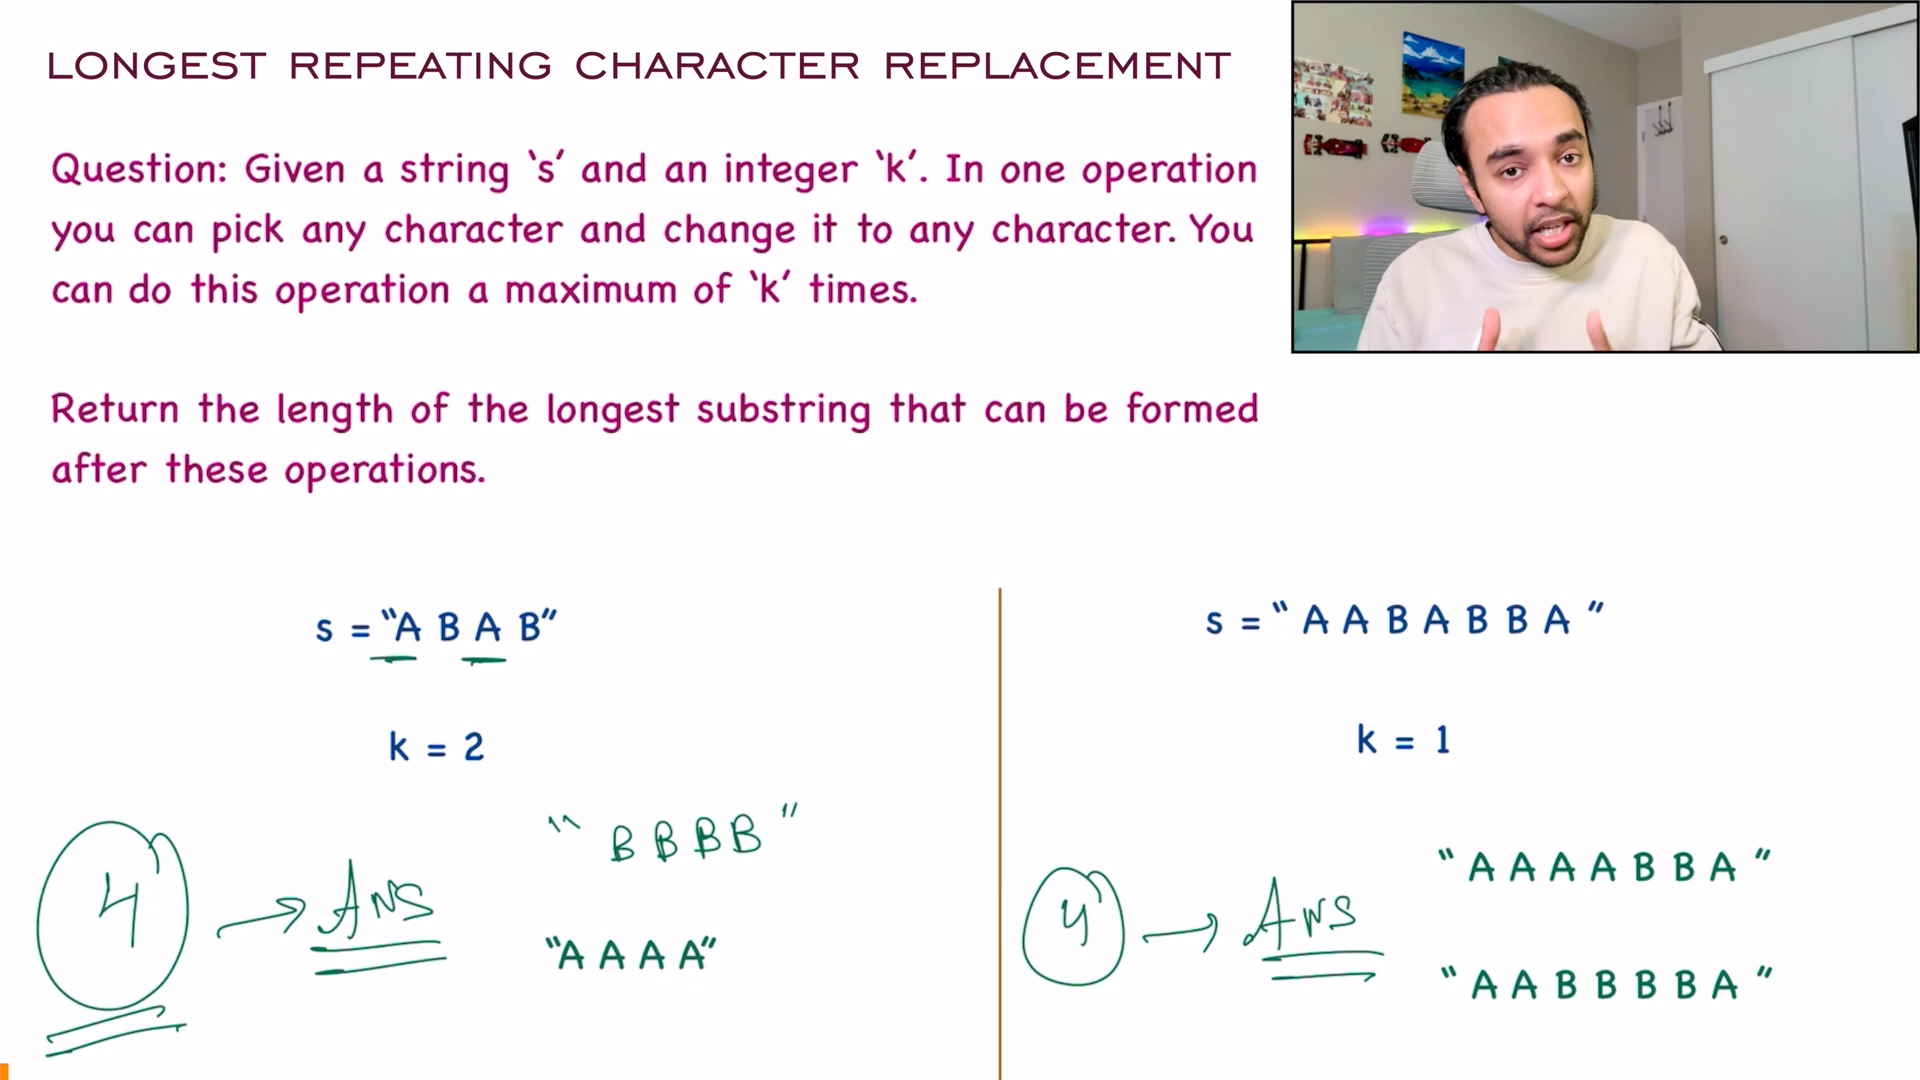 LONGEST REPEATING CHARACTER REPLACEMENT
Question: Given a string ‘s’ and an integer ‘k’. In one operation
you can pick any character and change it to any character. You
can do this operation a maximum of ‘k’ times.
Return the length of the longest substring that can be formed
after these operations.
s = “A B A B”
k = 2
“ B B B B ”
4 → Ans
“A A A A”
s = “ A A B A B B A ”
k = 1
“ A A A A B B A ”
4 → Ans
“ A A B B B B A ”